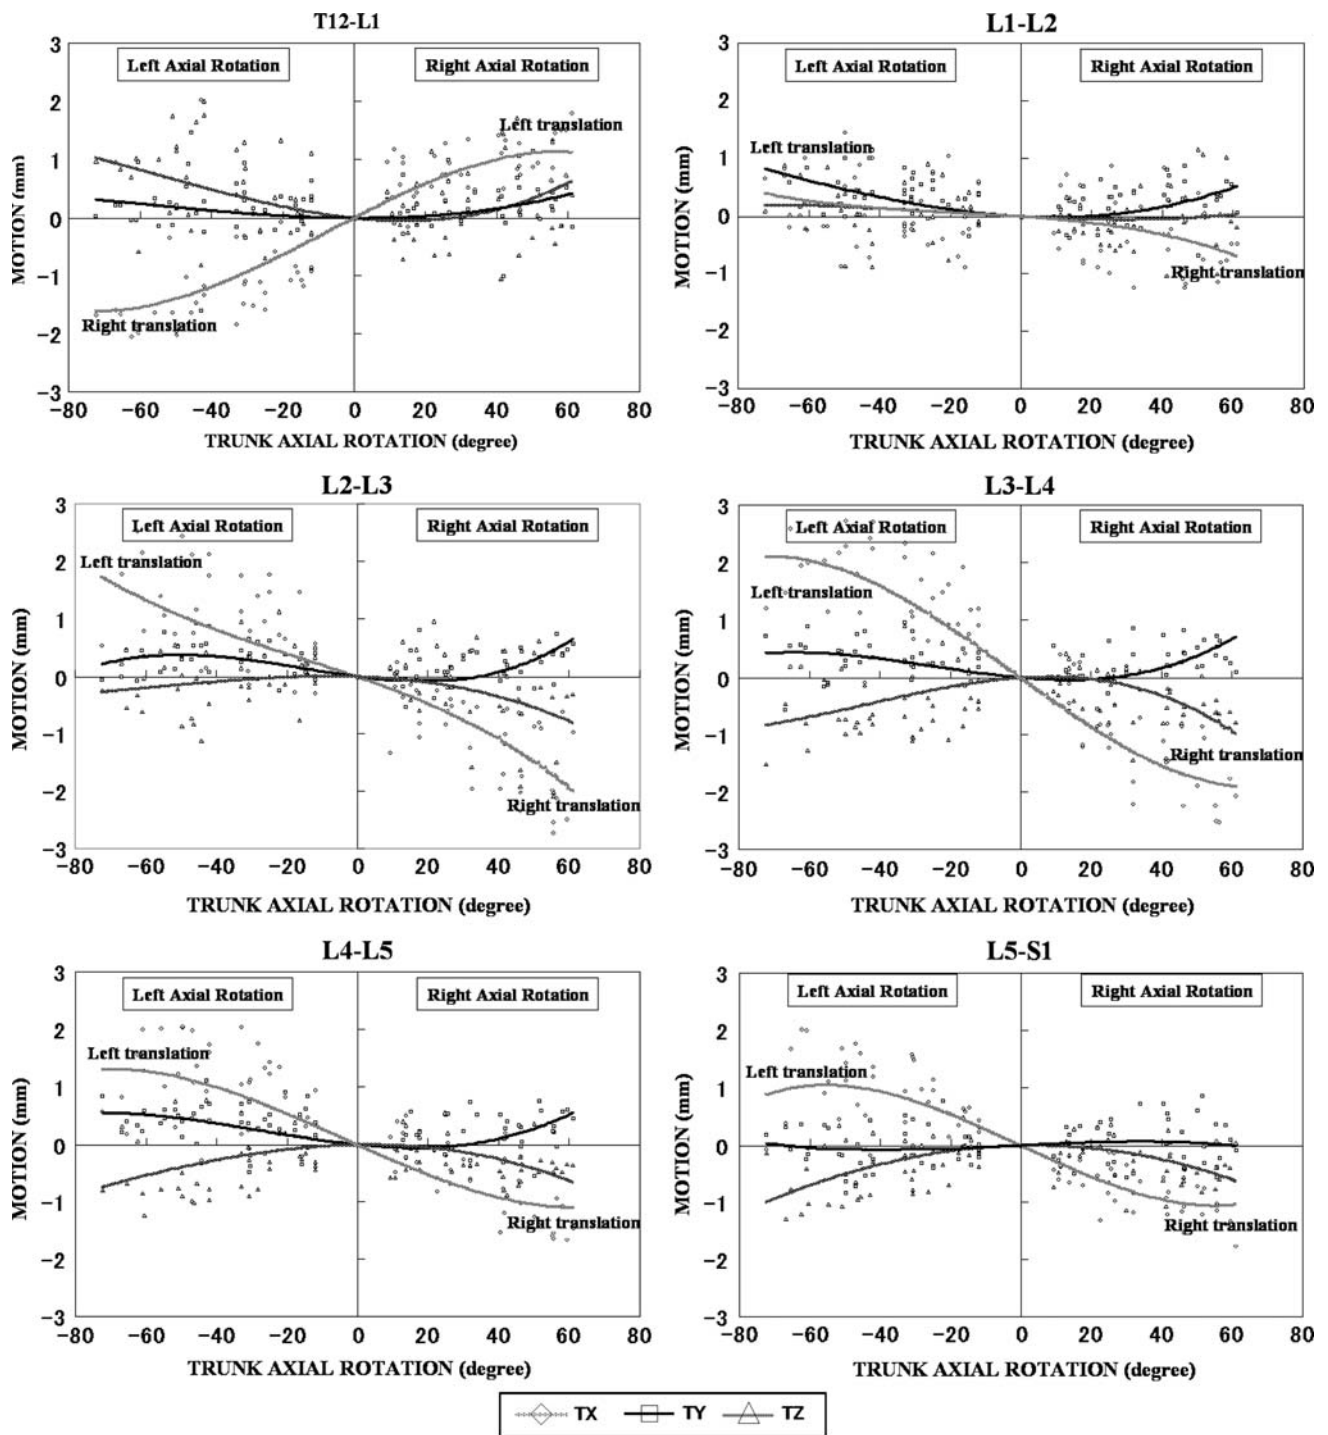 T12-L1
3
2
1
0
−1
−2
−3
MOTION (mm)
Left Axial Rotation
Right Axial Rotation
Left translation
Right translation
−80 −60 −40 −20 0 20 40 60 80
TRUNK AXIAL ROTATION (degree)
L1-L2
3
2
1
0
−1
−2
−3
MOTION (mm)
Left Axial Rotation
Right Axial Rotation
Left translation
Right translation
−80 −60 −40 −20 0 20 40 60 80
TRUNK AXIAL ROTATION (degree)
L2-L3
3
2
1
0
−1
−2
−3
MOTION (mm)
Left Axial Rotation
Right Axial Rotation
Left translation
Right translation
−80 −60 −40 −20 0 20 40 60 80
TRUNK AXIAL ROTATION (degree)
L3-L4
3
2
1
0
−1
−2
−3
MOTION (mm)
Left Axial Rotation
Right Axial Rotation
Left translation
Right translation
−80 −60 −40 −20 0 20 40 60 80
TRUNK AXIAL ROTATION (degree)
L4-L5
3
2
1
0
−1
−2
−3
MOTION (mm)
Left Axial Rotation
Right Axial Rotation
Left translation
Right translation
−80 −60 −40 −20 0 20 40 60 80
TRUNK AXIAL ROTATION (degree)
L5-S1
3
2
1
0
−1
−2
−3
MOTION (mm)
Left Axial Rotation
Right Axial Rotation
Left translation
Right translation
−80 −60 −40 −20 0 20 40 60 80
TRUNK AXIAL ROTATION (degree)
TX TY TZ